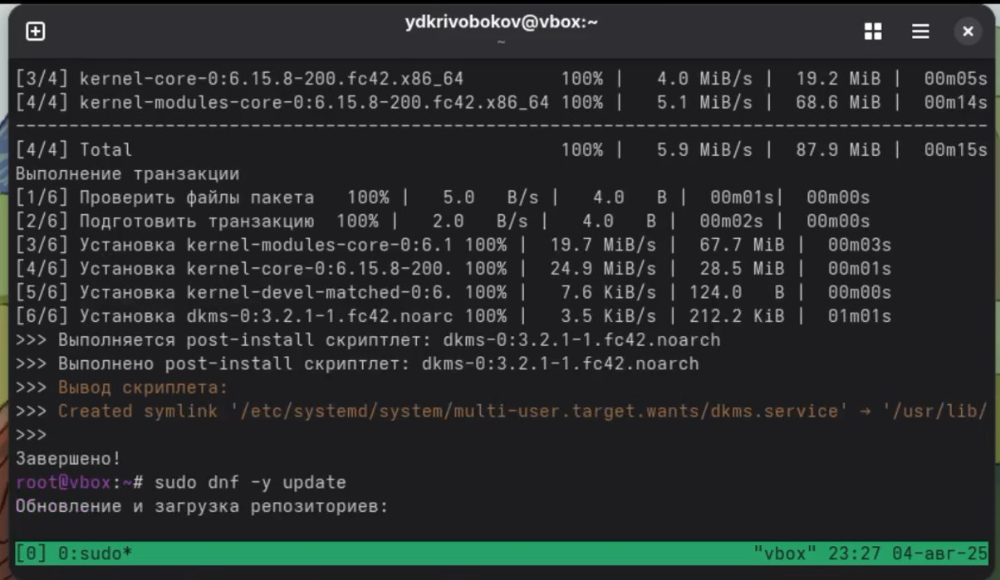 ydkrivobokov@vbox:~
~
[3/4] kernel-core-0:6.15.8-200.fc42.x86_64 100% | 4.0 MiB/s | 19.2 MiB | 00m05s
[4/4] kernel-modules-core-0:6.15.8-200.fc42.x86_64 100% | 5.1 MiB/s | 68.6 MiB | 00m14s
--------------------------------------------------------------------------------------------
[4/4] Total 100% | 5.9 MiB/s | 87.9 MiB | 00m15s
Выполнение транзакции
[1/6] Проверить файлы пакета 100% | 5.0 B/s | 4.0 B | 00m01s| 00m00s
[2/6] Подготовить транзакцию 100% | 2.0 B/s | 4.0 B | 00m02s | 00m00s
[3/6] Установка kernel-modules-core-0:6.1 100% | 19.7 MiB/s | 67.7 MiB | 00m03s
[4/6] Установка kernel-core-0:6.15.8-200. 100% | 24.9 MiB/s | 28.5 MiB | 00m01s
[5/6] Установка kernel-devel-matched-0:6. 100% | 7.6 KiB/s | 124.0 B | 00m00s
[6/6] Установка dkms-0:3.2.1-1.fc42.noarc 100% | 3.5 KiB/s | 212.2 KiB | 01m01s
>>> Выполняется post-install скриптлет: dkms-0:3.2.1-1.fc42.noarch
>>> Выполнено post-install скриптлет: dkms-0:3.2.1-1.fc42.noarch
>>> Вывод скриплета:
>>> Created symlink '/etc/systemd/system/multi-user.target.wants/dkms.service' → '/usr/lib/
>>>
Завершено!
root@vbox:~# sudo dnf -y update
Обновление и загрузка репозиториев:
[0] 0:sudo* "vbox" 23:27 04-авг-25